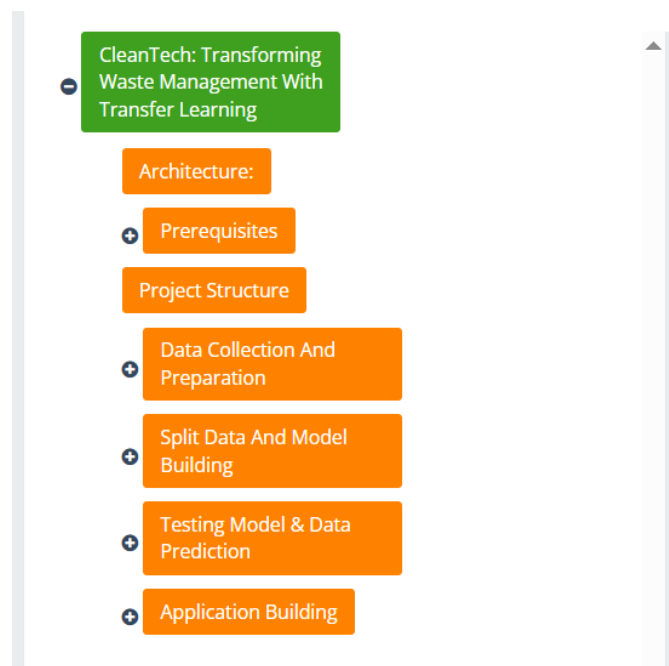 CleanTech: Transforming
Waste Management With
Transfer Learning
Architecture:
Prerequisites
Project Structure
Data Collection And
Preparation
Split Data And Model
Building
Testing Model & Data
Prediction
Application Building